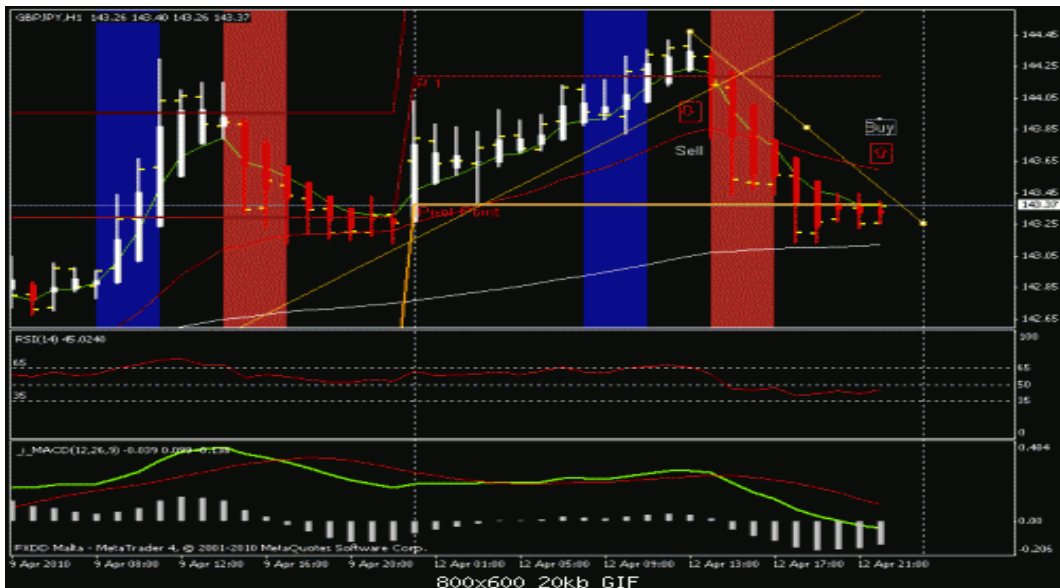 GBPJPY,H1 143.26 143.40 143.26 143.37
144.45
144.25
R 1
144.05
143.85
Buy
Sell
143.65
143.45
143.37
Pivot Point
143.25
143.05
142.85
142.65
RSI(14) 45.0240
100
65
65
50
35
35
0
_i_MACD(12,26,9) -0.039 0.099 -0.138
0.484
0.00
-0.206
FXDD Malta - MetaTrader 4, © 2001-2010 MetaQuotes Software Corp.
9 Apr 2010
9 Apr 08:00
9 Apr 12:00
9 Apr 16:00
9 Apr 20:00
12 Apr 01:00
12 Apr 05:00
12 Apr 09:00
12 Apr 13:00
12 Apr 17:00
12 Apr 21:00
800x600 20kb GIF